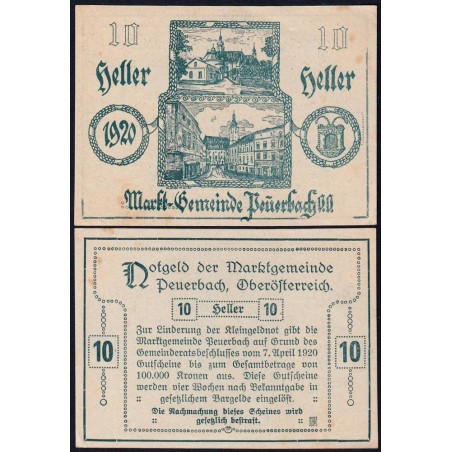 10 10
Heller Heller
1920
Markt-Gemeinde Peuerbach
Notgeld der Marktgemeinde
Peuerbach, Oberösterreich.
10 Heller 10
Zur Linderung der Kleingeldnot gibt die
Marktgemeinde Peuerbach auf Grund des
10 Gemeinderatsbeschlusses vom 7. April 1920 10
Gutscheine bis zum Gesamtbetrage von
100.000 Kronen aus. Diese Gutscheine
werden vier Wochen nach Bekanntgabe in
gesetzlichem Bargelde eingelöst.
Die Nachmachung dieses Scheines wird
gesetzlich bestraft.